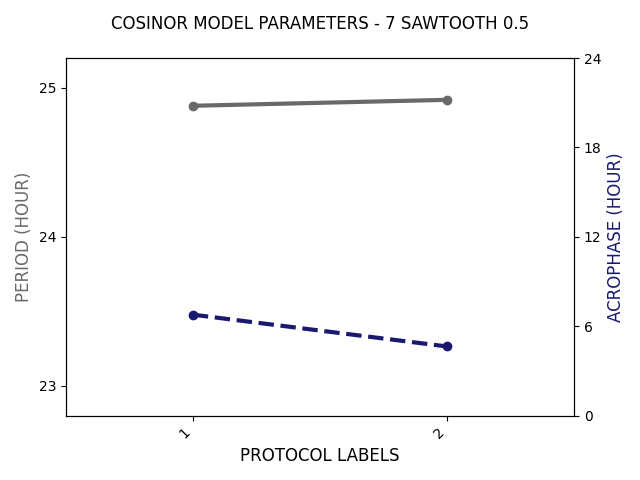 COSINOR MODEL PARAMETERS - 7 SAWTOOTH 0.5
25
24
23
PERIOD (HOUR)
24
18
12
6
0
ACROPHASE (HOUR)
1
2
PROTOCOL LABELS